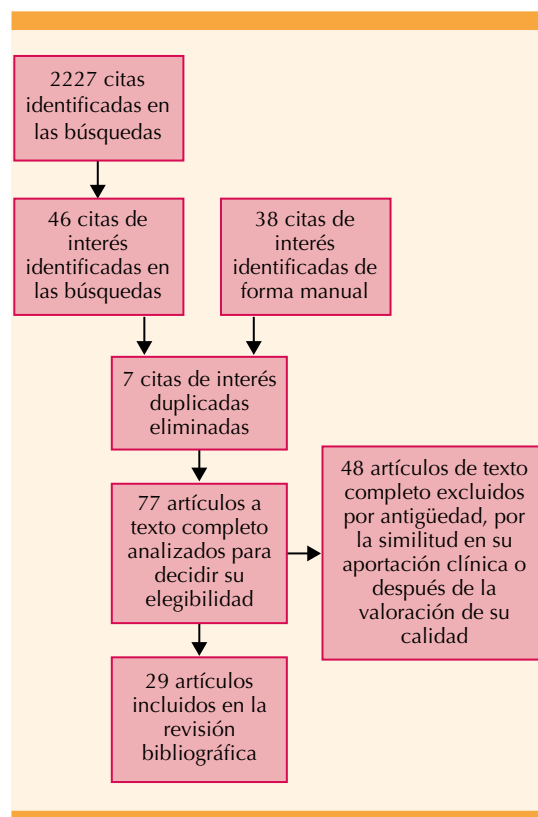 2227 citas
identificadas en
las búsquedas
46 citas de
interés
identificadas en
las búsquedas
38 citas de
interés
identificadas de
forma manual
7 citas de interés
duplicadas
eliminadas
77 artículos a
texto completo
analizados para
decidir su
elegibilidad
48 artículos de texto
completo excluidos
por antigüedad, por
la similitud en su
aportación clínica o
después de la
valoración de su
calidad
29 artículos
incluidos en la
revisión
bibliográfica